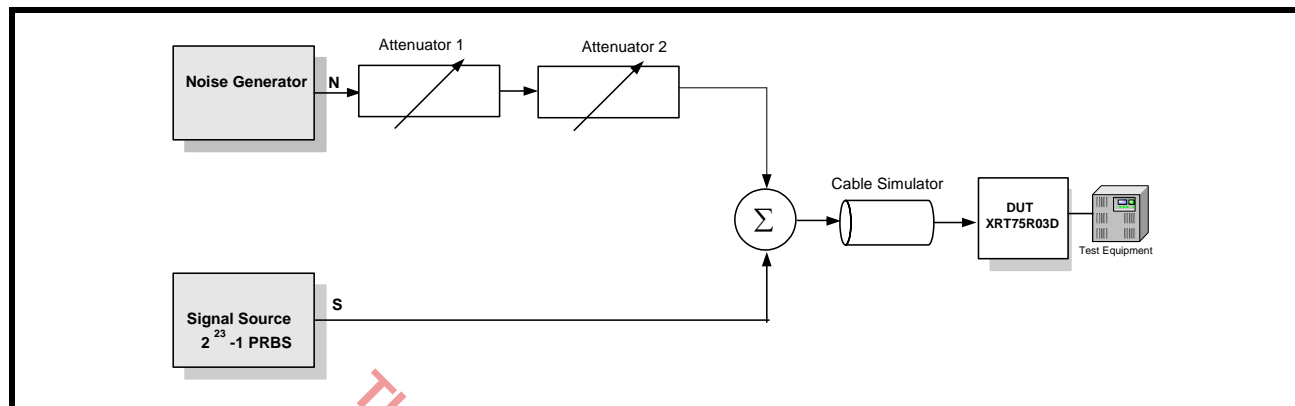 Attenuator 1
Attenuator 2
Noise Generator
N
Cable Simulator
Σ
DUT
XRT75R03D
Test Equipment
S
Signal Source
2 23 -1 PRBS